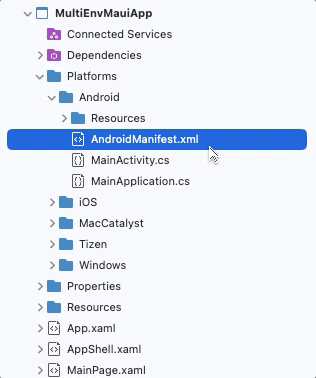 MultiEnvMauiApp
Connected Services
Dependencies
Platforms
Android
Resources
AndroidManifest.xml
MainActivity.cs
MainApplication.cs
iOS
MacCatalyst
Tizen
Windows
Properties
Resources
App.xaml
AppShell.xaml
MainPage.xaml